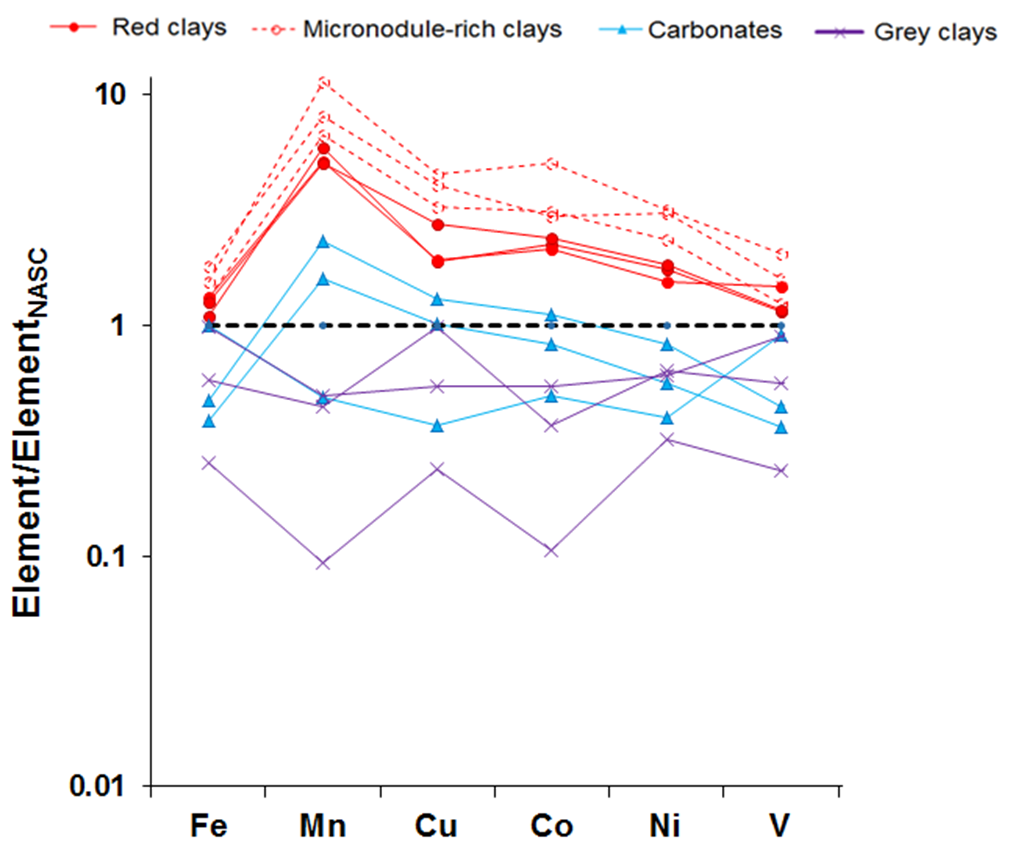 Red clays Micronodule-rich clays Carbonates Grey clays
10
1
0.1
0.01
Element/ElementNASC
Fe Mn Cu Co Ni V